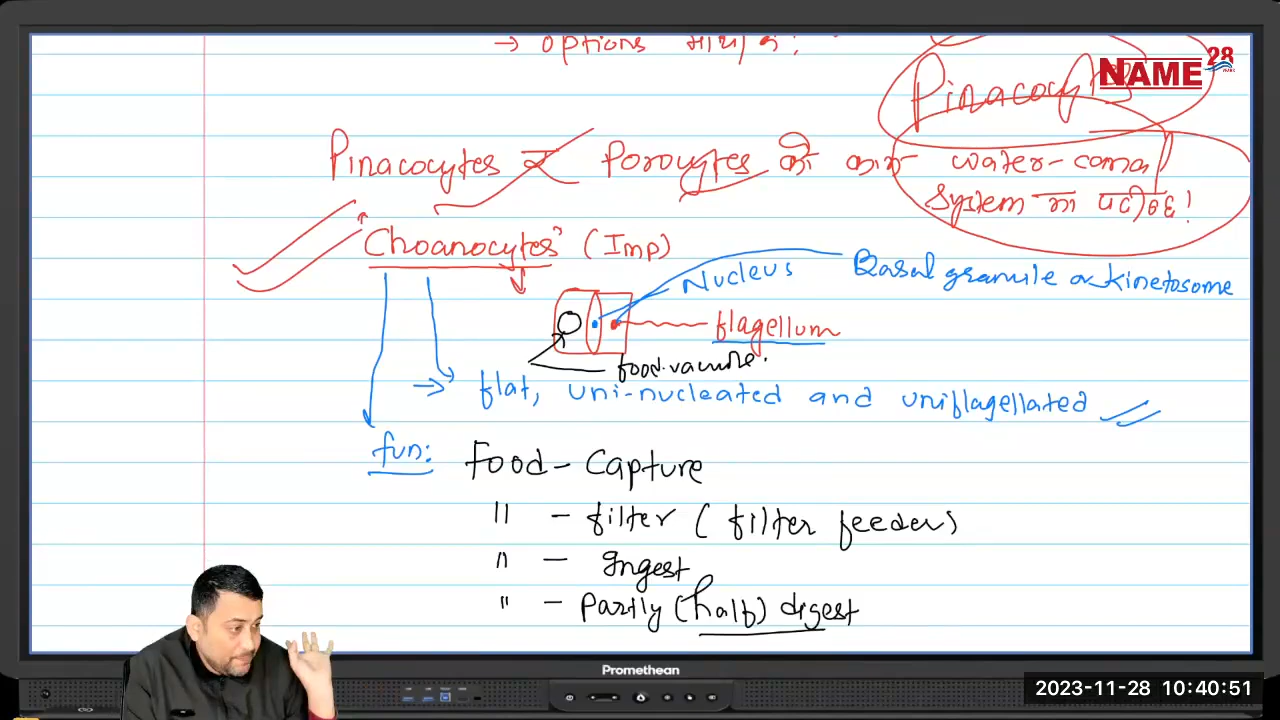 → options
NAME 28
Pinacocytes
Pinacocytes व Porocytes को काम water-canal
System का
"Choanocytes" (Imp)
Nucleus
Basal granule or Kinetosome
flagellum
food.vacuole.
→ flat, uni-nucleated and uniflagellated
fun: Food - Capture
" - filter (filter feeders)
" - Ingest
" - Partly (half) digest
Promethean
2023-11-28 10:40:51